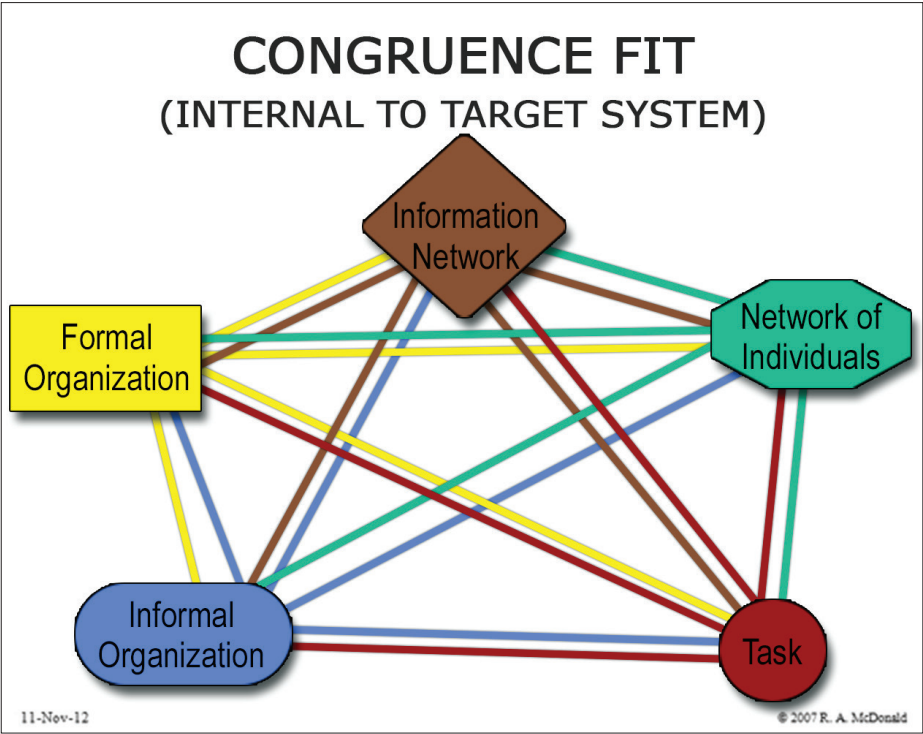 CONGRUENCE FIT
(INTERNAL TO TARGET SYSTEM)
Information
Network
Formal
Organization
Network of
Individuals
Informal
Organization
Task
11-Nov-12
© 2007 R. A. McDonald